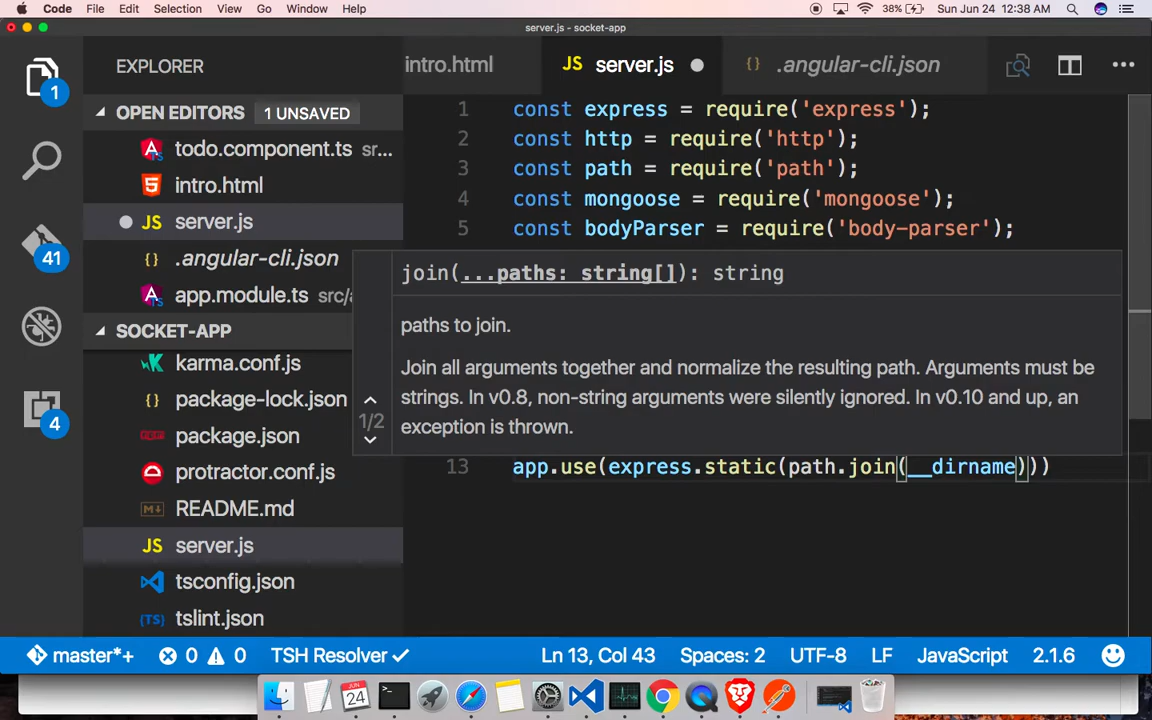 Code File Edit Selection View Go Window Help 38% Sun Jun 24 12:38 AM
server.js - socket-app
EXPLORER
OPEN EDITORS 1 UNSAVED
todo.component.ts sr...
intro.html
server.js
.angular-cli.json
app.module.ts src/a
SOCKET-APP
karma.conf.js
package-lock.json
package.json
protractor.conf.js
README.md
server.js
tsconfig.json
tslint.json
1
41
4
intro.html JS server.js {} .angular-cli.json ...
1 const express = require('express');
2 const http = require('http');
3 const path = require('path');
4 const mongoose = require('mongoose');
5 const bodyParser = require('body-parser');
join(...paths: string[]): string
paths to join.
Join all arguments together and normalize the resulting path. Arguments must be
strings. In v0.8, non-string arguments were silently ignored. In v0.10 and up, an
exception is thrown.
1/2
13 app.use(express.static(path.join(__dirname)))
master*+ 0 0 TSH Resolver ✓ Ln 13, Col 43 Spaces: 2 UTF-8 LF JavaScript 2.1.6
JUN
24